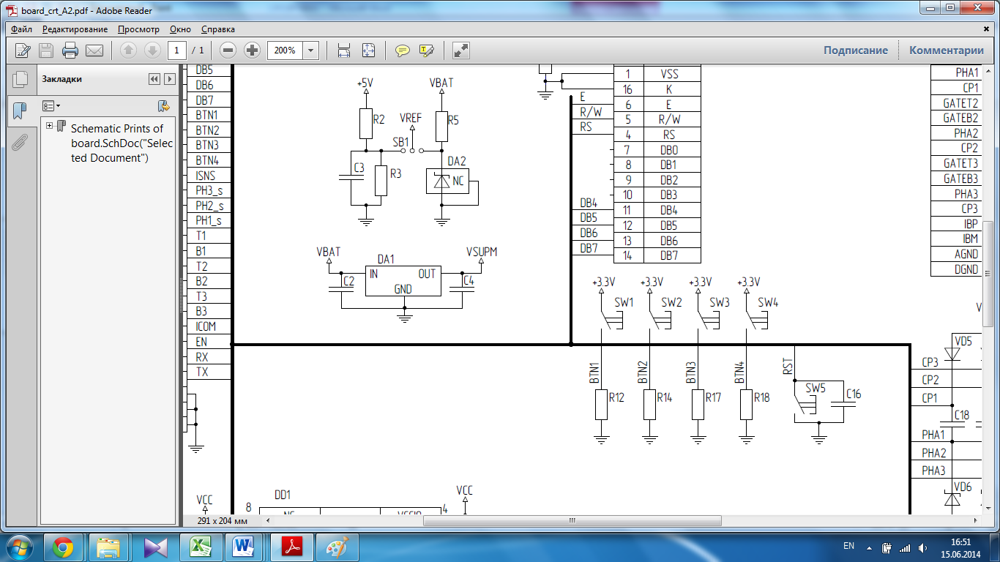 board_crt_A2.pdf - Adobe Reader
Файл Редактирование Просмотр Окно Справка
1 / 1 200% Подписание Комментарии
Закладки
Schematic Prints of
board.SchDoc("Selec
ted Document")
DB5
DB6
DB7
BTN1
BTN2
BTN3
BTN4
ISNS
PH3_s
PH2_s
PH1_s
T1
B1
T2
B2
T3
B3
ICOM
EN
RX
TX
VCC
+5V
VBAT
R2
VREF
R5
SB1
C3
R3
DA2
NC
VBAT
DA1
VSUPM
IN OUT
GND
C2
C4
E
R/W
RS
DB4
DB5
DB6
DB7
1 VSS
16 K
6 E
5 R/W
4 RS
7 DB0
8 DB1
9 DB2
10 DB3
11 DB4
12 DB5
13 DB6
14 DB7
+3.3V +3.3V +3.3V +3.3V
SW1 SW2 SW3 SW4
BTN1 BTN2 BTN3 BTN4 RST
R12 R14 R17 R18
SW5
C16
PHA1
CP1
GATET2
GATEB2
PHA2
CP2
GATET3
GATEB3
PHA3
CP3
IBP
IBM
AGND
DGND
VD5
CP3
CP2
CP1
C18
PHA1
PHA2
PHA3
VD6
DD1
VCC
8
4
291 x 204 мм
EN
16:51
15.06.2014